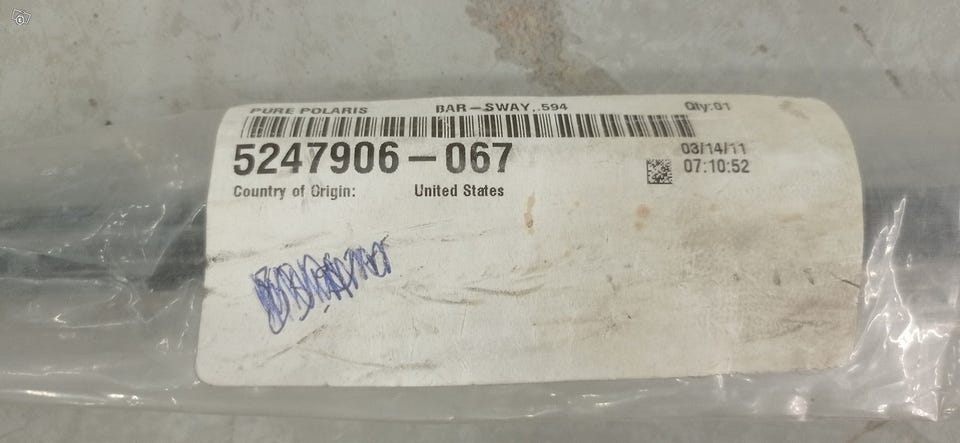 PURE POLARIS BAR-SWAY,.594 Qty:01
5247906-067
03/14/11
07:10:52
Country of Origin: United States